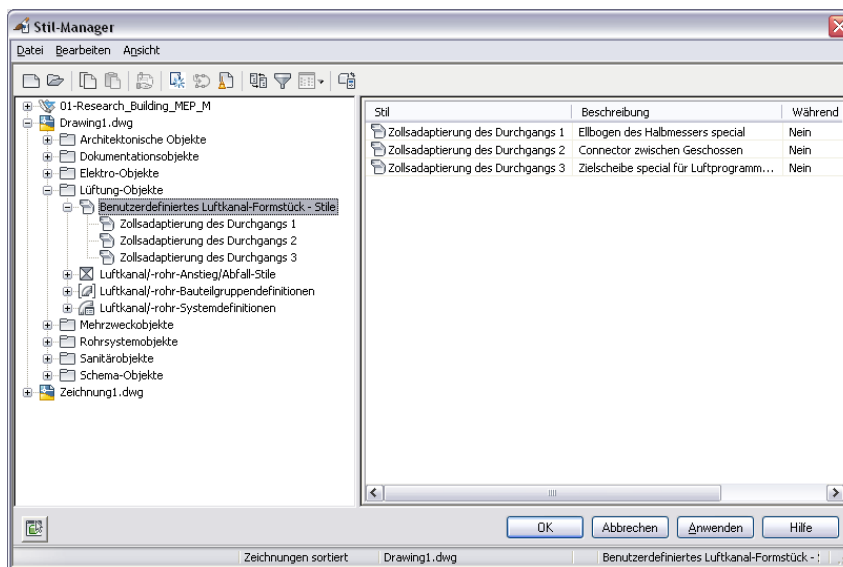 Stil-Manager
Datei Bearbeiten Ansicht
01-Research_Building_MEP_M
Drawing1.dwg
Architektonische Objekte
Dokumentationsobjekte
Elektro-Objekte
Lüftung-Objekte
Benutzerdefiniertes Luftkanal-Formstück - Stile
Zollsadaptierung des Durchgangs 1
Zollsadaptierung des Durchgangs 2
Zollsadaptierung des Durchgangs 3
Luftkanal/-rohr-Anstieg/Abfall-Stile
Luftkanal/-rohr-Bauteilgruppendefinitionen
Luftkanal/-rohr-Systemdefinitionen
Mehrzweckobjekte
Rohrsystemobjekte
Sanitärobjekte
Schema-Objekte
Zeichnung1.dwg
Stil Beschreibung Während
Zollsadaptierung des Durchgangs 1 Ellbogen des Halbmessers special Nein
Zollsadaptierung des Durchgangs 2 Connector zwischen Geschossen Nein
Zollsadaptierung des Durchgangs 3 Zielscheibe special für Luftprogramm... Nein
OK Abbrechen Anwenden Hilfe
Zeichnungen sortiert Drawing1.dwg Benutzerdefiniertes Luftkanal-Formstück -